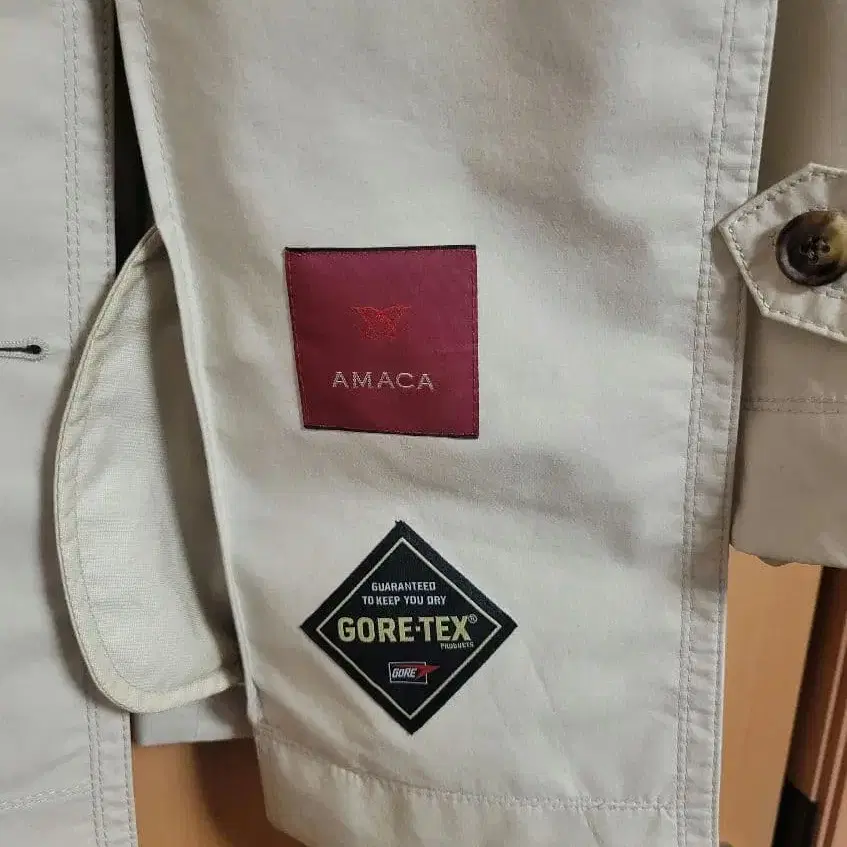 AMACA
GUARANTEED
TO KEEP YOU DRY
GORE-TEX®
PRODUCTS
GORE